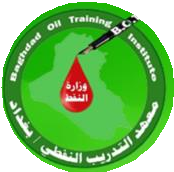 Baghdad Oil Training Institute
B.O.T.I
وزارة
النفط
معهد التدريب النفطي / بغداد